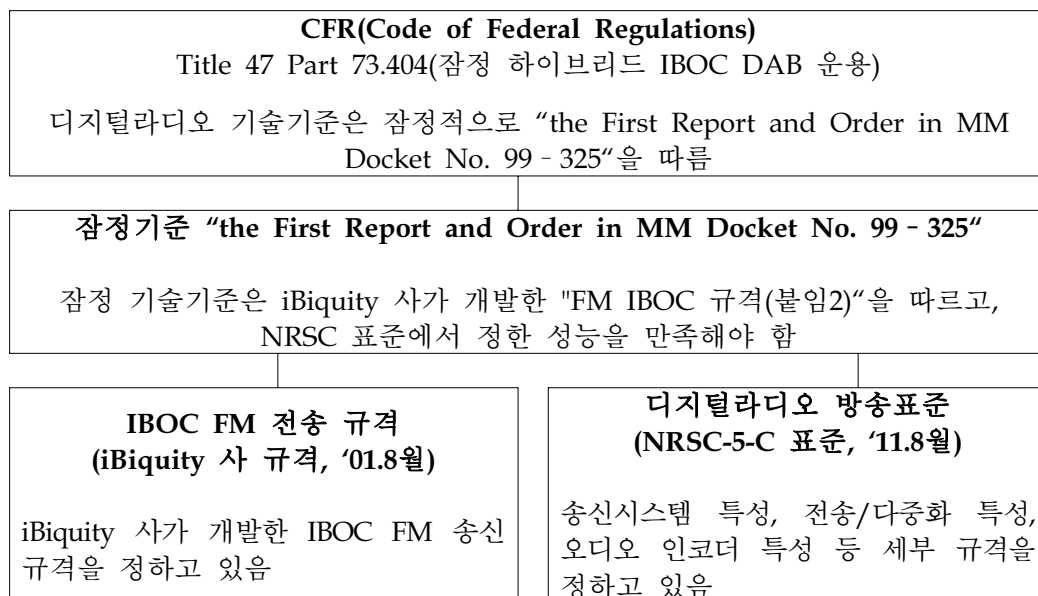 CFR(Code of Federal Regulations)
Title 47 Part 73.404(잠정 하이브리드 IBOC DAB 운용)
디지털라디오 기술기준은 잠정적으로 “the First Report and Order in MM
Docket No. 99‐325“을 따름
잠정기준 “the First Report and Order in MM Docket No. 99‐325“
잠정 기술기준은 iBiquity 사가 개발한 "FM IBOC 규격(붙임2)“을 따르고,
NRSC 표준에서 정한 성능을 만족해야 함
IBOC FM 전송 규격
(iBiquity 사 규격, ‘01.8월)
iBiquity 사가 개발한 IBOC FM 송신
규격을 정하고 있음
디지털라디오 방송표준
(NRSC-5-C 표준, ‘11.8월)
송신시스템 특성, 전송/다중화 특성,
오디오 인코더 특성 등 세부 규격을
정하고 있음